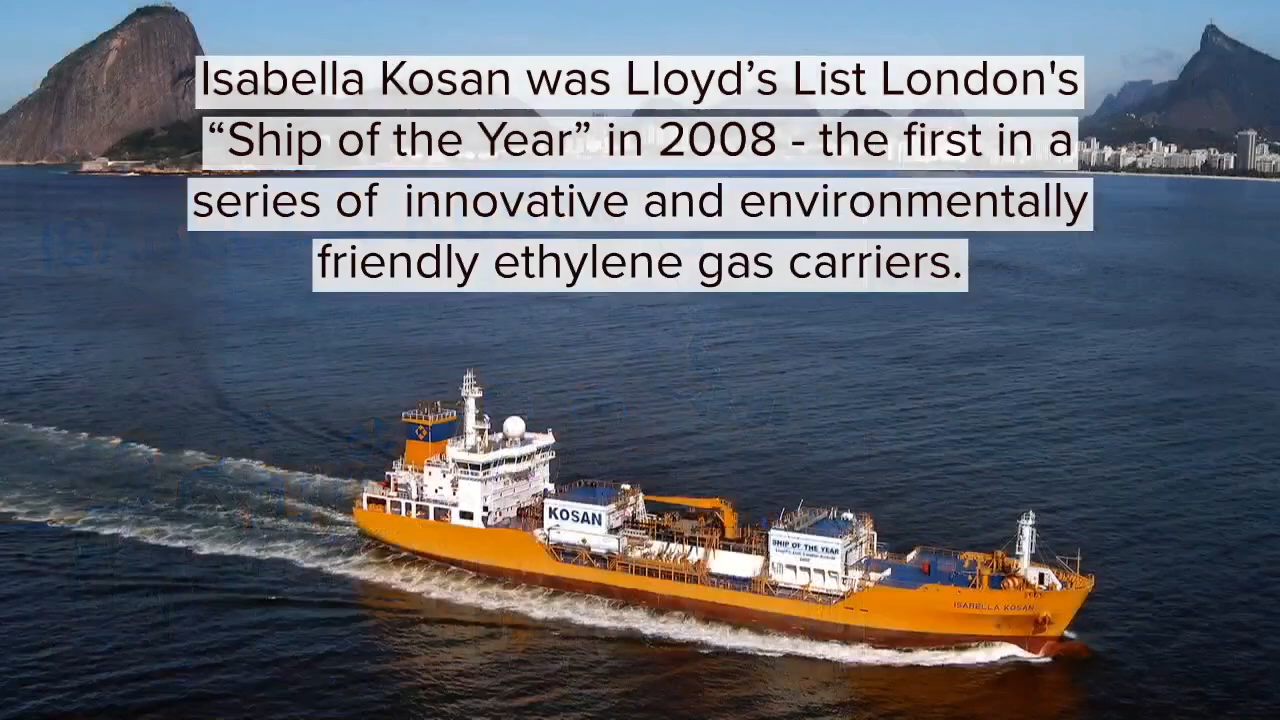 Isabella Kosan was Lloyd’s List London's
“Ship of the Year” in 2008 - the first in a
series of  innovative and environmentally
friendly ethylene gas carriers.
KOSAN
SHIP OF THE YEAR
ISABELLA KOSAN